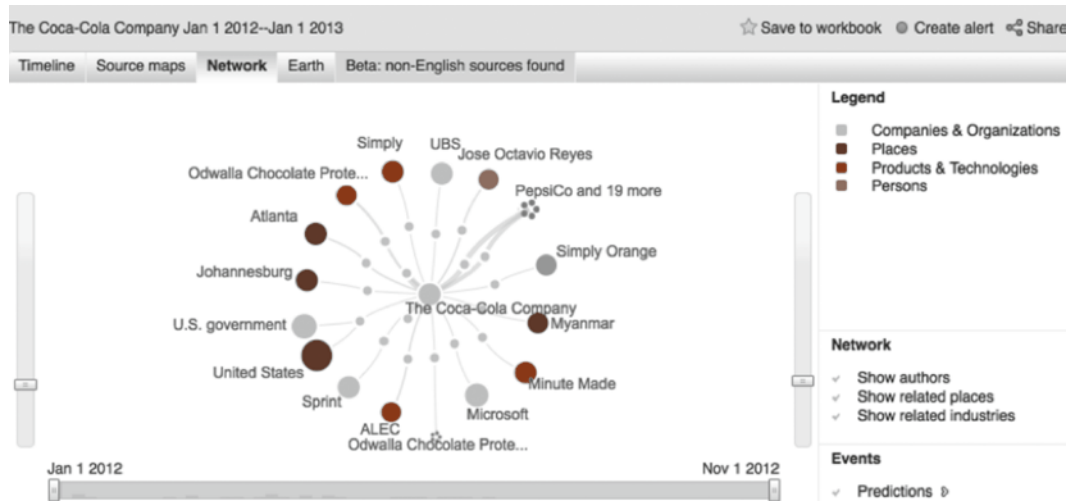 The Coca-Cola Company Jan 1 2012--Jan 1 2013
Save to workbook Create alert Share
Timeline Source maps Network Earth Beta: non-English sources found
Legend
Companies & Organizations
Places
Products & Technologies
Persons
Simply
UBS
Jose Octavio Reyes
Odwalla Chocolate Prote...
PepsiCo and 19 more
Atlanta
Simply Orange
Johannesburg
The Coca-Cola Company
U.S. government
Myanmar
United States
Minute Made
Sprint
Microsoft
ALEC
Odwalla Chocolate Prote...
Network
Show authors
Show related places
Show related industries
Jan 1 2012
Nov 1 2012
Events
Predictions